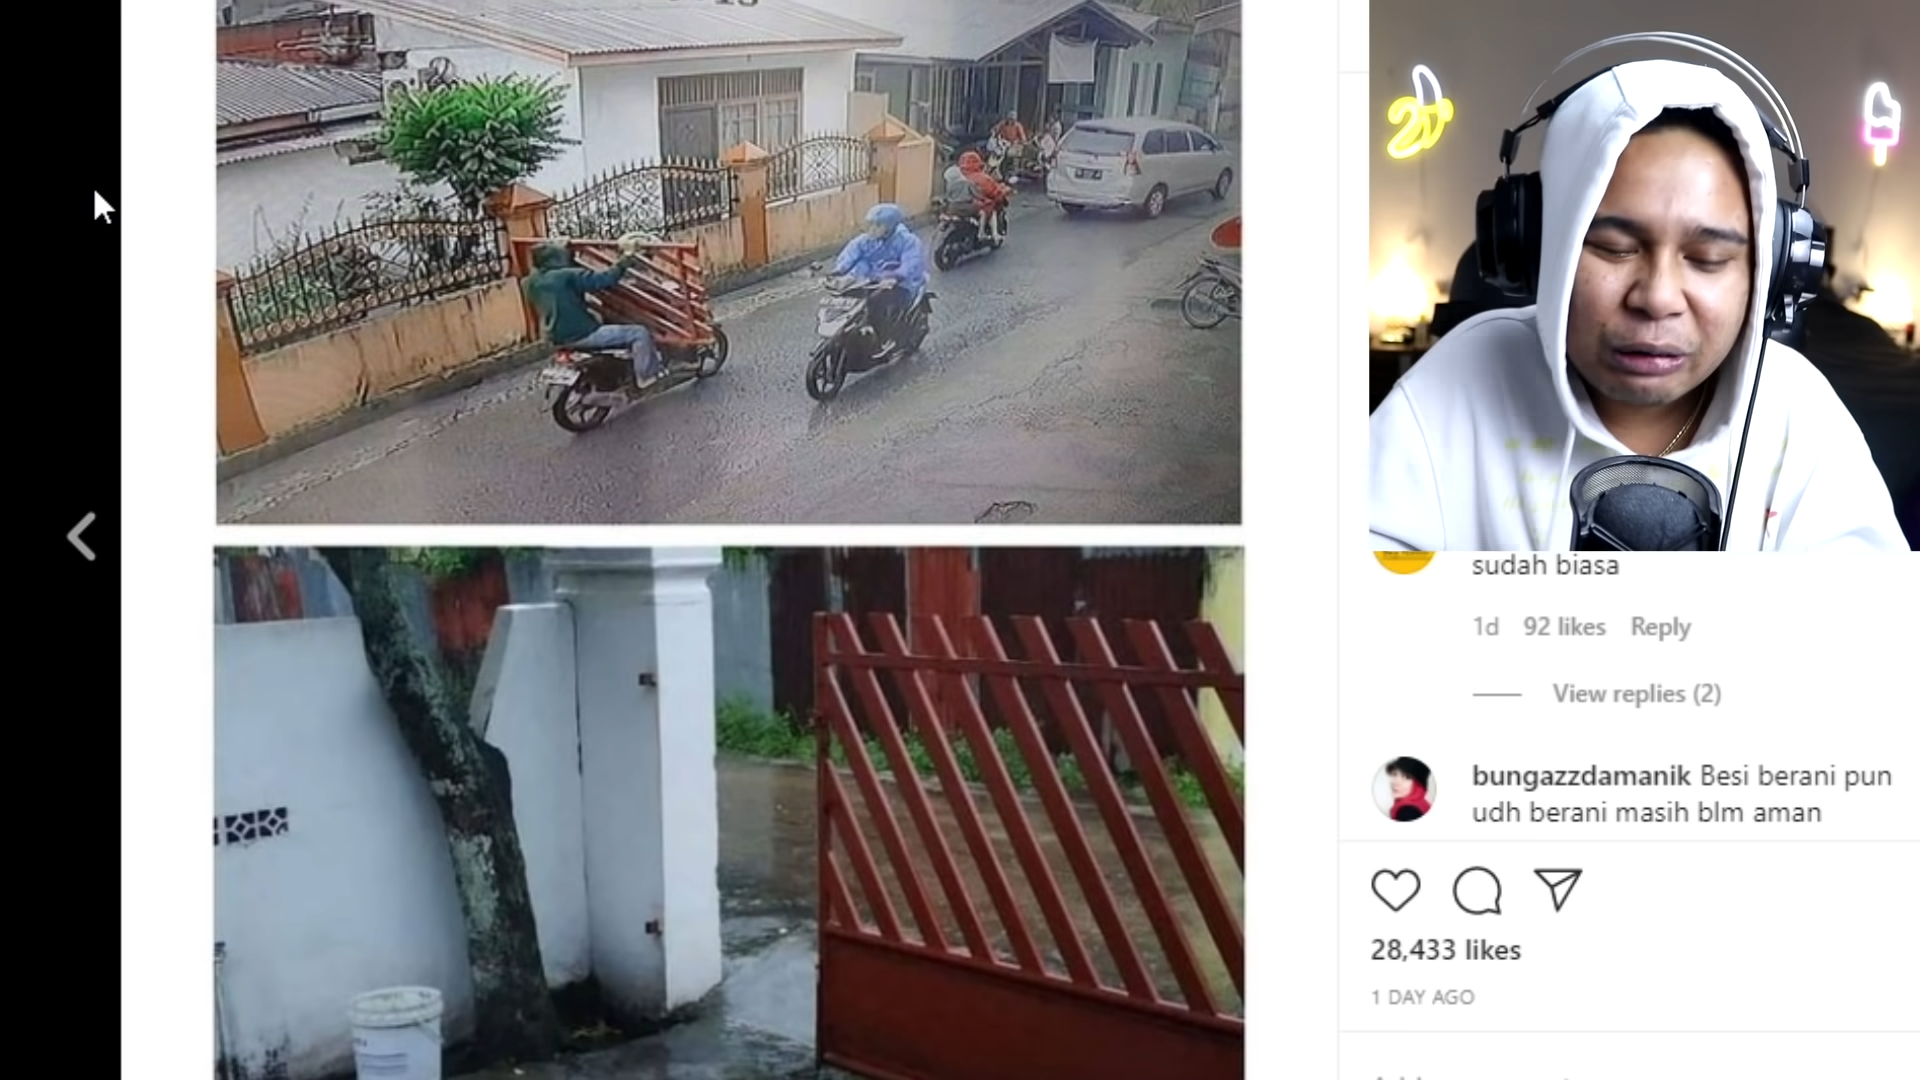 sudah biasa
1d 92 likes Reply
View replies (2)
bungazzdamanik Besi berani pun
udh berani masih blm aman
28,433 likes
1 DAY AGO